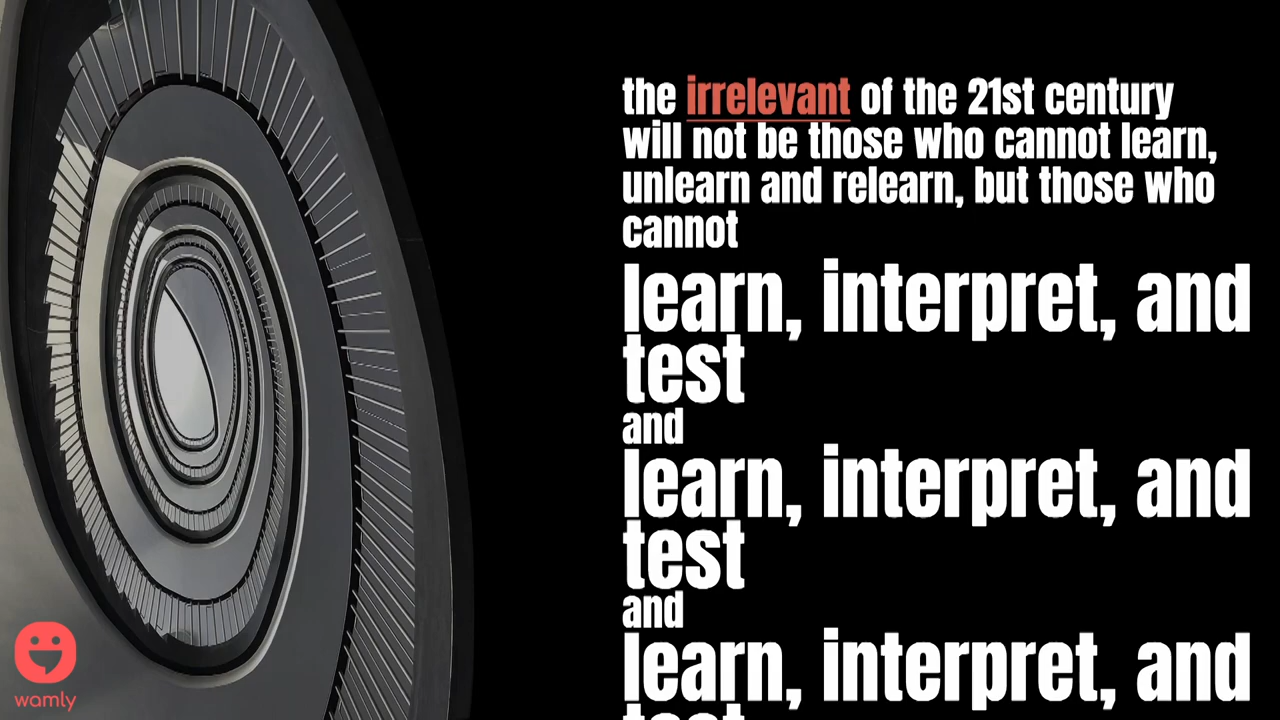 the irrelevant of the 21st century
will not be those who cannot learn,
unlearn and relearn, but those who
cannot
learn, interpret, and
test
and
learn, interpret, and
test
and
learn, interpret, and
test
wamly